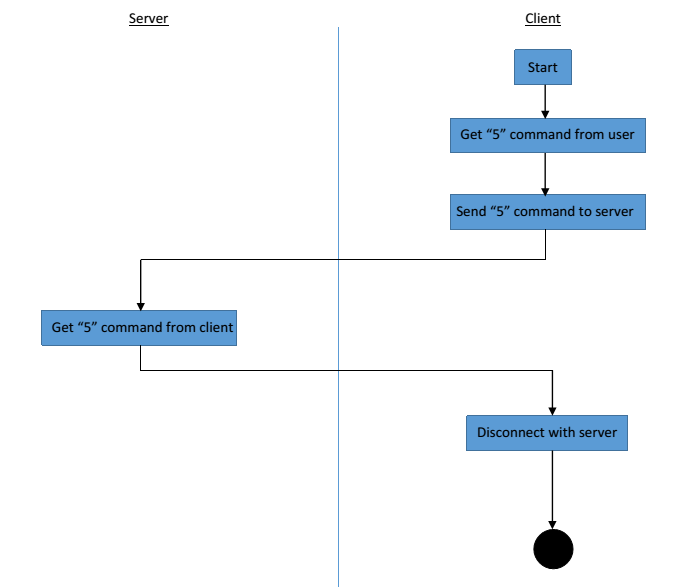 Server
Client
Start
Get “5” command from user
Send “5” command to server
Get “5” command from client
Disconnect with server